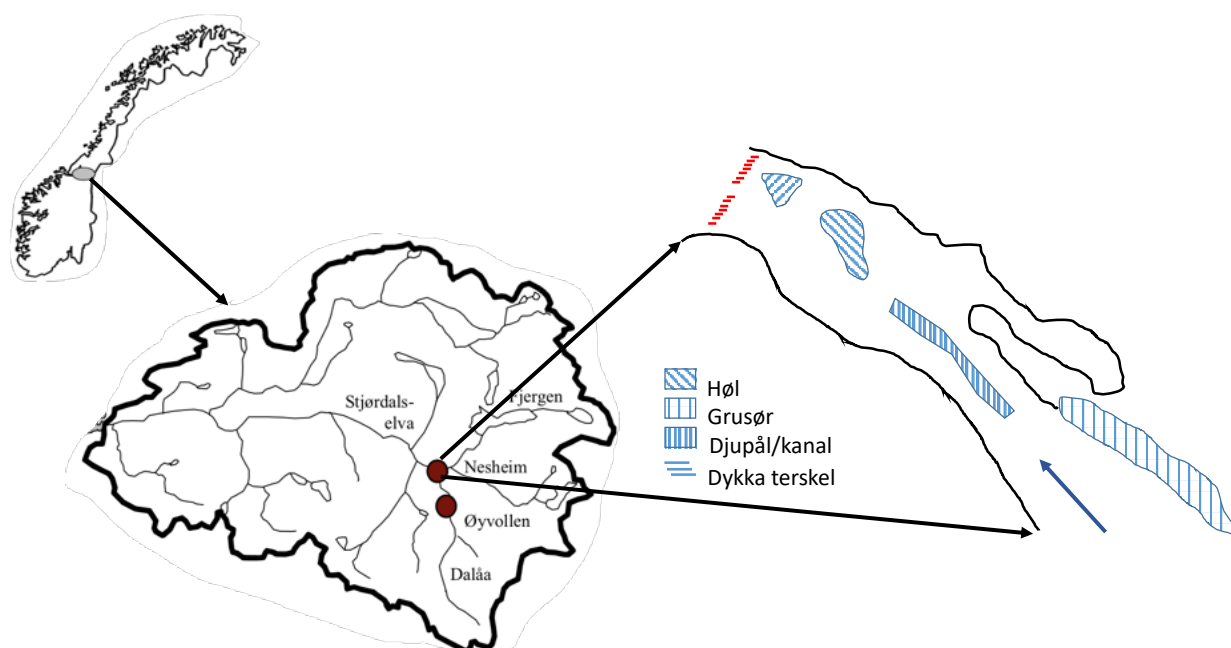 Stjørdals-
elva
Fjergen
Nesheim
Øyvollen
Dalåa
Høl
Grusør
Djupål/kanal
Dykka terskel